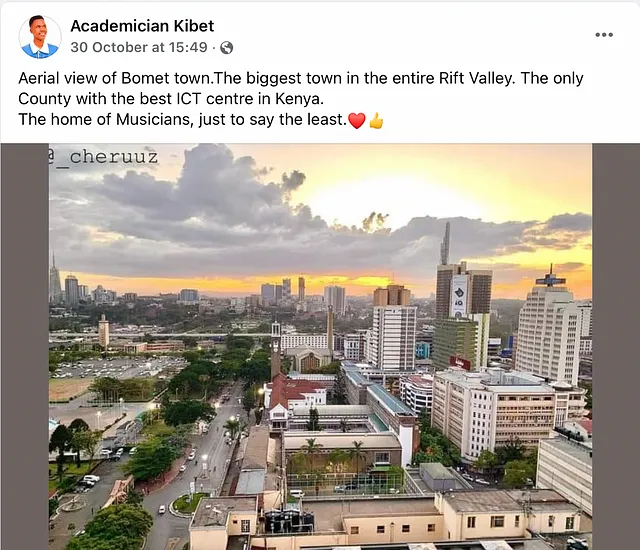 Academician Kibet
30 October at 15:49 ·
Aerial view of Bomet town.The biggest town in the entire Rift Valley. The only
County with the best ICT centre in Kenya.
The home of Musicians, just to say the least.❤️👍
@_cheruuz